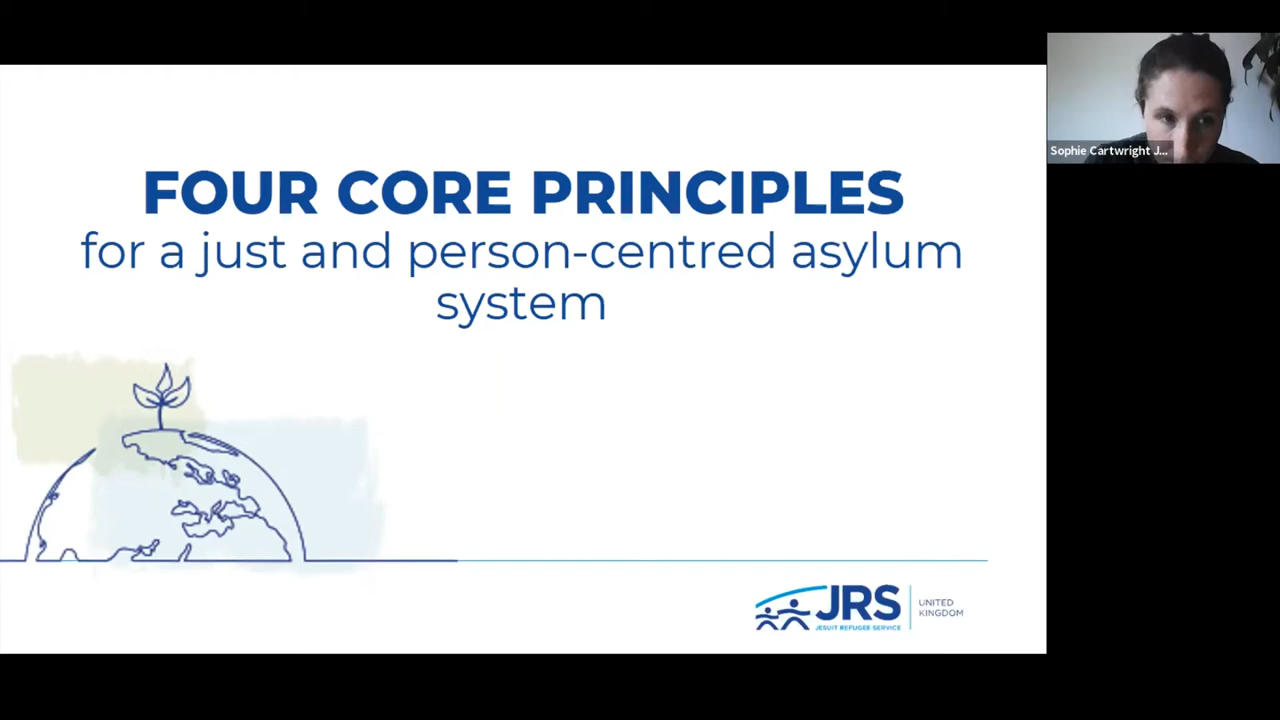 FOUR CORE PRINCIPLES
for a just and person-centred asylum
system
Sophie Cartwright J...
JRS
JESUIT REFUGEE SERVICE
UNITED
KINGDOM